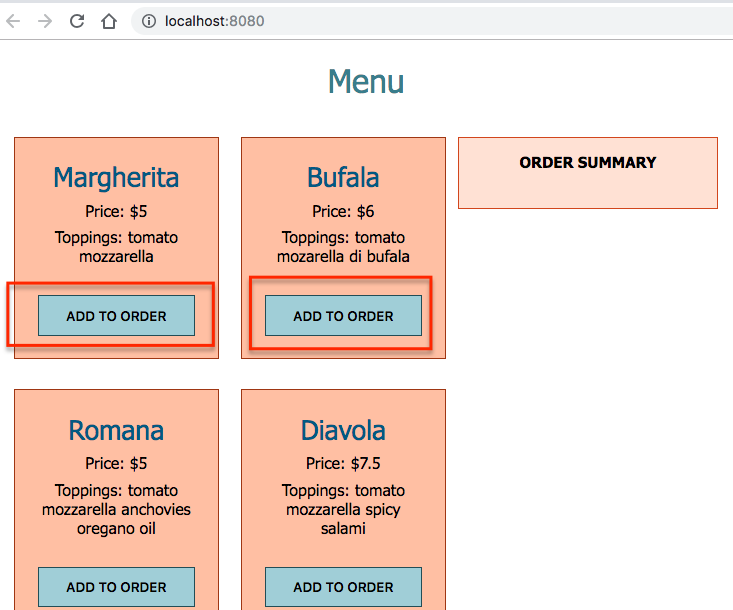 localhost:8080
Menu
Margherita
Price: $5
Toppings: tomato
mozzarella
ADD TO ORDER
Bufala
Price: $6
Toppings: tomato
mozarella di bufala
ADD TO ORDER
ORDER SUMMARY
Romana
Price: $5
Toppings: tomato
mozzarella anchovies
oregano oil
ADD TO ORDER
Diavola
Price: $7.5
Toppings: tomato
mozzarella spicy
salami
ADD TO ORDER